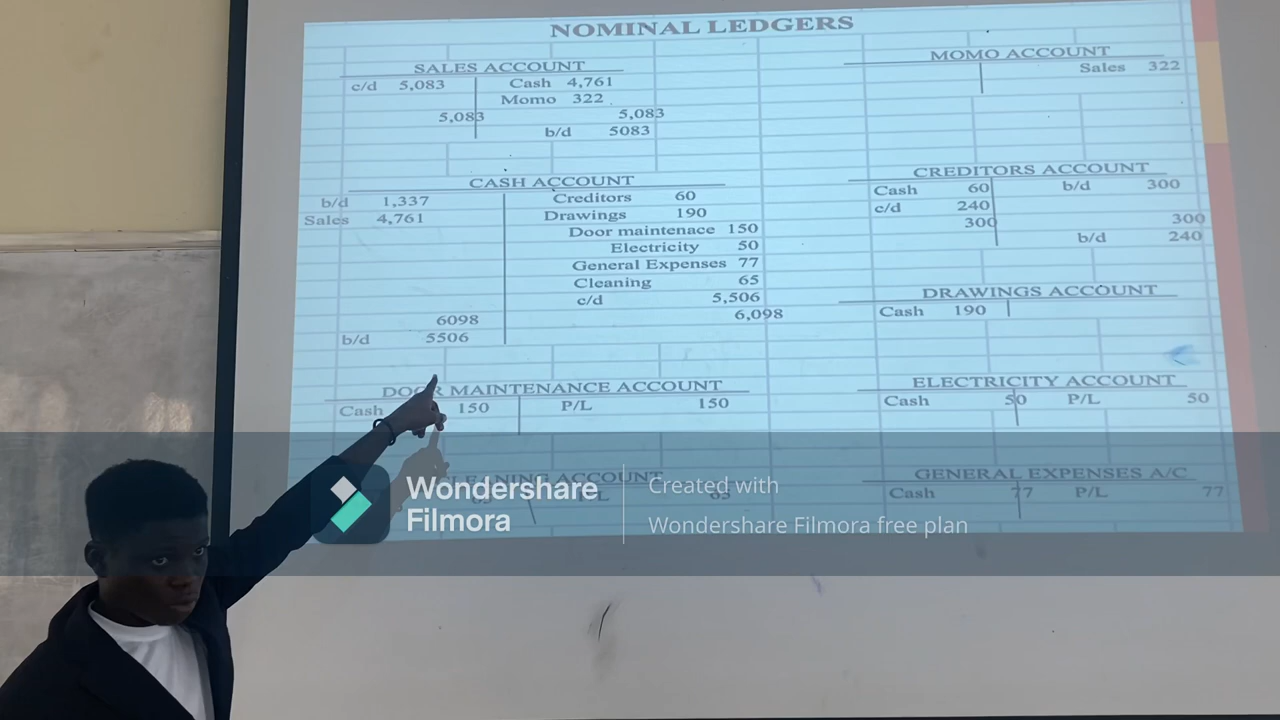 NOMINAL LEDGERS
SALES ACCOUNT
c/d 5,083 Cash 4,761
Momo 322
5,083 5,083
b/d 5083
MOMO ACCOUNT
Sales 322
CASH ACCOUNT
b/d 1,337 Creditors 60
Sales 4,761 Drawings 190
Door maintenace 150
Electricity 50
General Expenses 77
Cleaning 65
c/d 5,506
6098 6,098
b/d 5506
CREDITORS ACCOUNT
Cash 60 b/d 300
c/d 240
300 300
b/d 240
DRAWINGS ACCOUNT
Cash 190
DOOR MAINTENANCE ACCOUNT
Cash 150 P/L 150
ELECTRICITY ACCOUNT
Cash 50 P/L 50
CLEANING ACCOUNT
65 P/L 65
GENERAL EXPENSES A/C
Cash 77 P/L 77
Wondershare
Filmora
Created with
Wondershare Filmora free plan